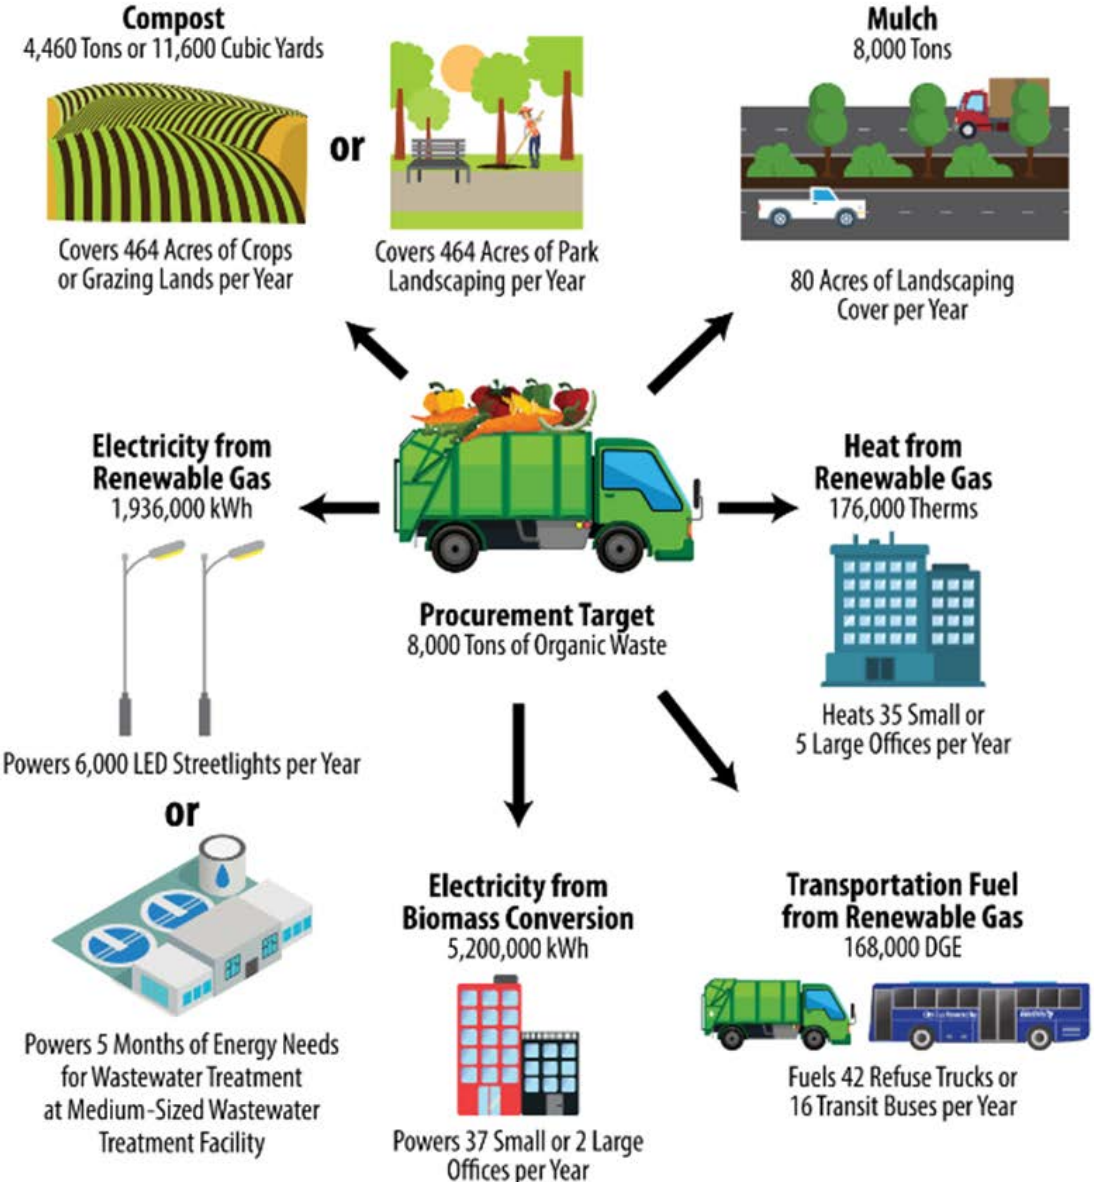 Compost
4,460 Tons or 11,600 Cubic Yards
or
Covers 464 Acres of Crops
or Grazing Lands per Year
Covers 464 Acres of Park
Landscaping per Year
Mulch
8,000 Tons
80 Acres of Landscaping
Cover per Year
Electricity from
Renewable Gas
1,936,000 kWh
Powers 6,000 LED Streetlights per Year
or
Powers 5 Months of Energy Needs
for Wastewater Treatment
at Medium-Sized Wastewater
Treatment Facility
Procurement Target
8,000 Tons of Organic Waste
Heat from
Renewable Gas
176,000 Therms
Heats 35 Small or
5 Large Offices per Year
Electricity from
Biomass Conversion
5,200,000 kWh
Powers 37 Small or 2 Large
Offices per Year
Transportation Fuel
from Renewable Gas
168,000 DGE
Fuels 42 Refuse Trucks or
16 Transit Buses per Year